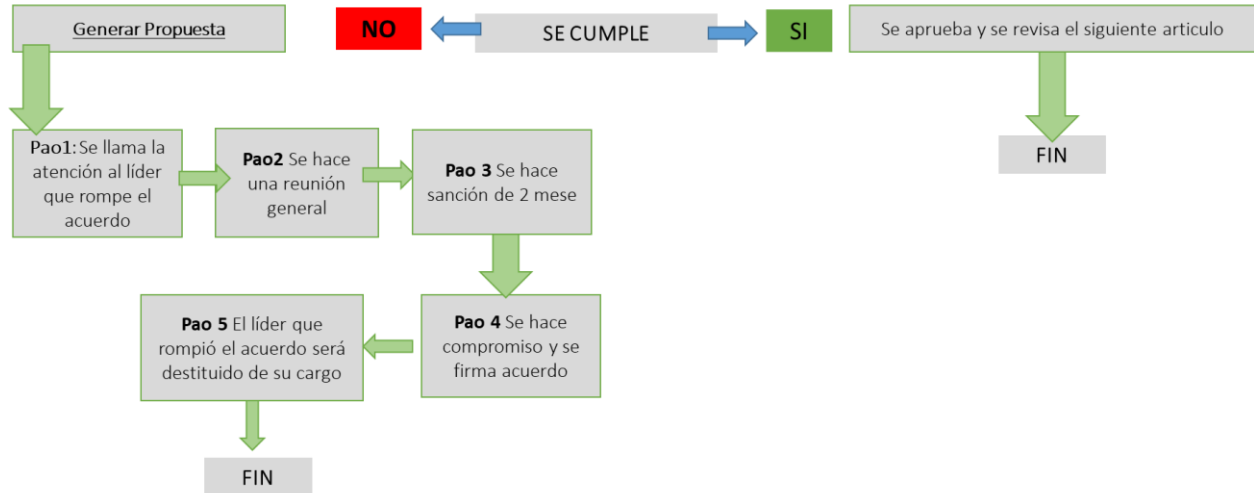 Generar Propuesta
NO
SE CUMPLE
SI
Se aprueba y se revisa el siguiente articulo
Pao1: Se llama la
atención al líder
que rompe el
acuerdo
Pao2 Se hace
una reunión
general
Pao 3 Se hace
sanción de 2 mese
FIN
Pao 5 El líder que
rompió el acuerdo será
destituido de su cargo
Pao 4 Se hace
compromiso y se
firma acuerdo
FIN